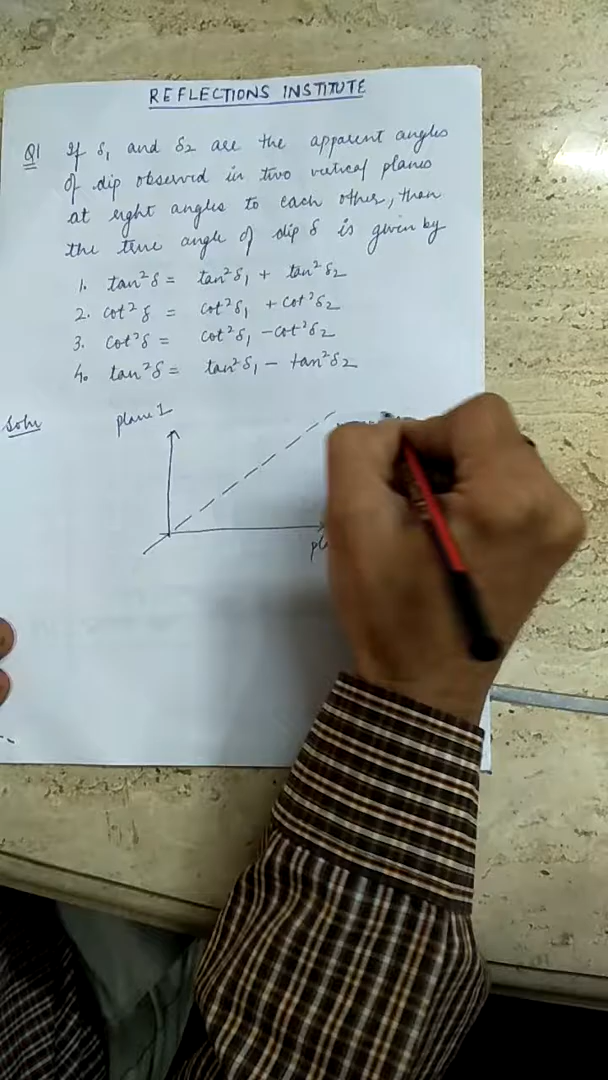 REFLECTIONS INSTITUTE
Q1 If δ₁ and δ₂ are the apparent angles
of dip observed in two vertical planes
at right angles to each other, then
the true angle of dip δ is given by
1. tan²δ = tan²δ₁ + tan²δ₂
2. cot²δ = cot²δ₁ + cot²δ₂
3. cot²δ = cot²δ₁ - cot²δ₂
4. tan²δ = tan²δ₁ - tan²δ₂
Soln
plane 1